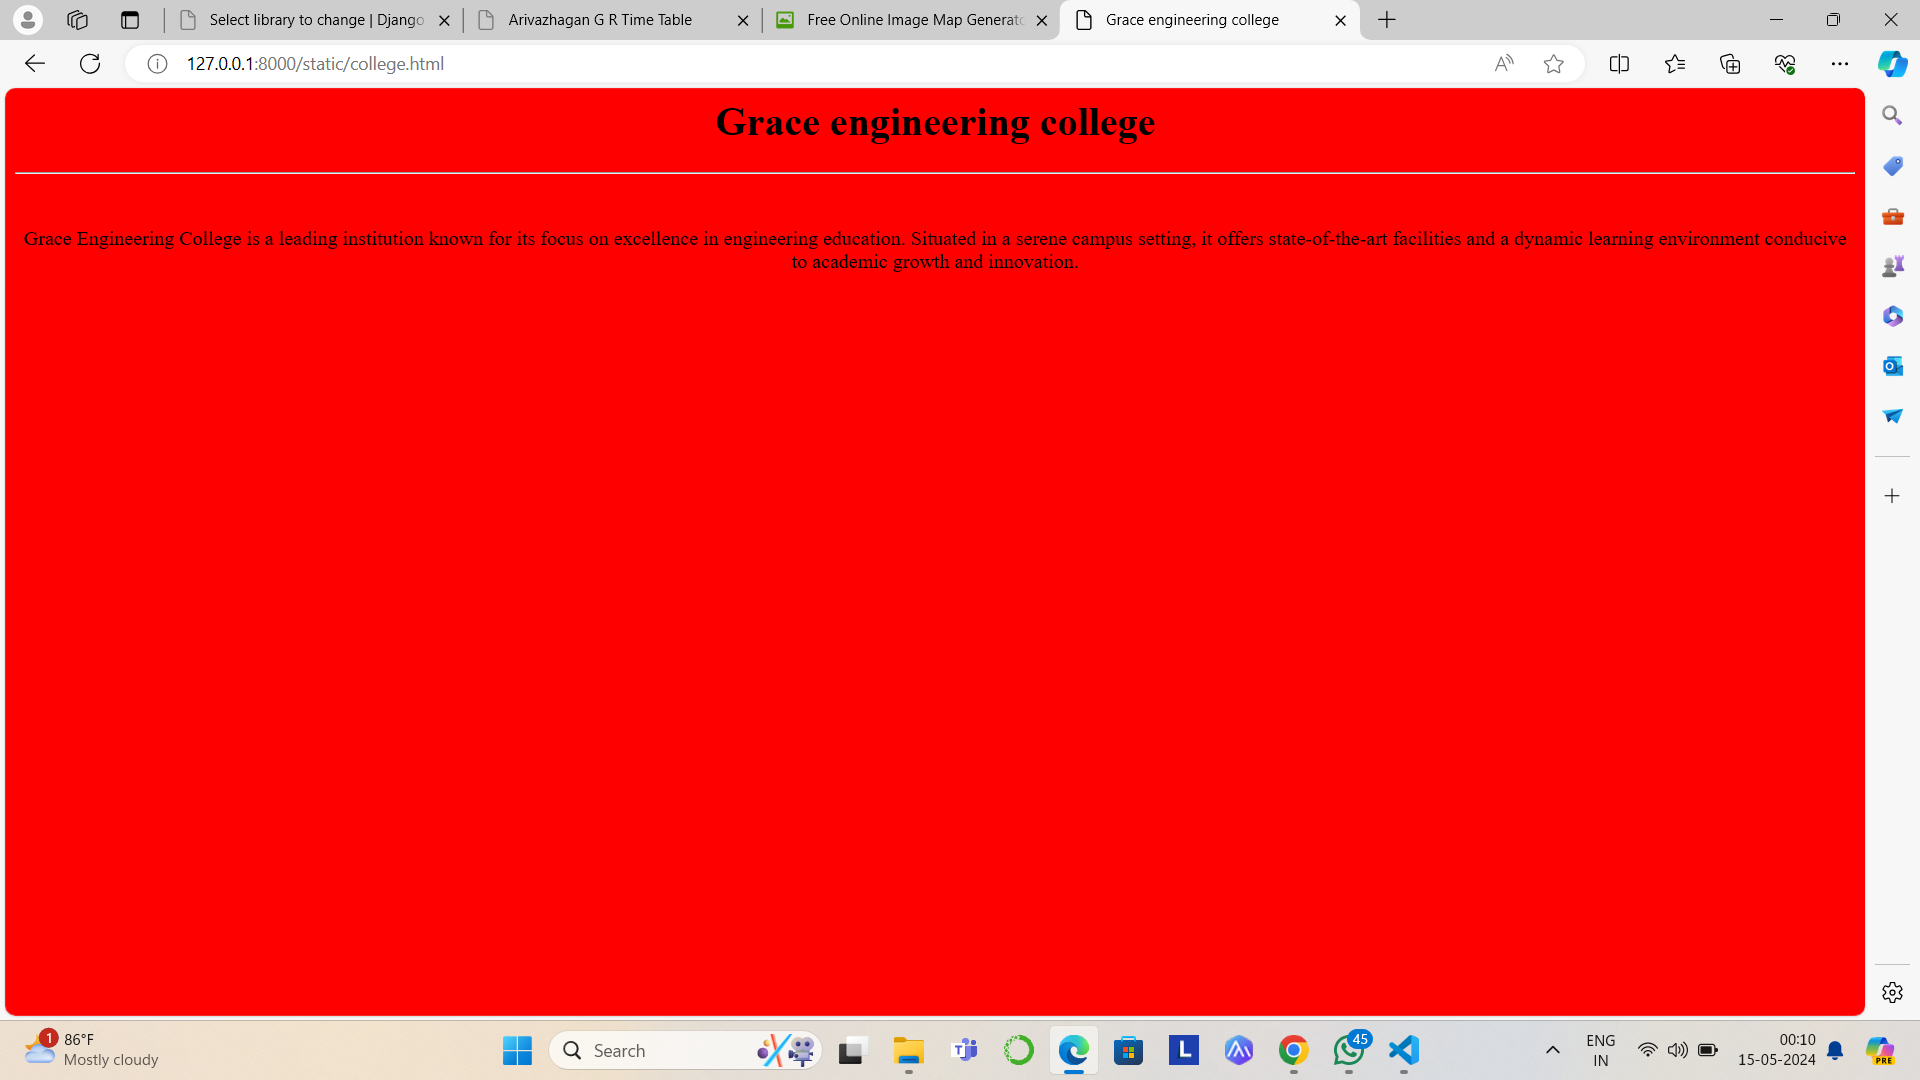 Select library to change | Django
Arivazhagan G R Time Table
Free Online Image Map Generato
Grace engineering college
127.0.0.1:8000/static/college.html
Grace engineering college
Grace Engineering College is a leading institution known for its focus on excellence in engineering education. Situated in a serene campus setting, it offers state-of-the-art facilities and a dynamic learning environment conducive
to academic growth and innovation.
1
86°F
Mostly cloudy
Search
L
45
ENG
IN
00:10
15-05-2024
PRE